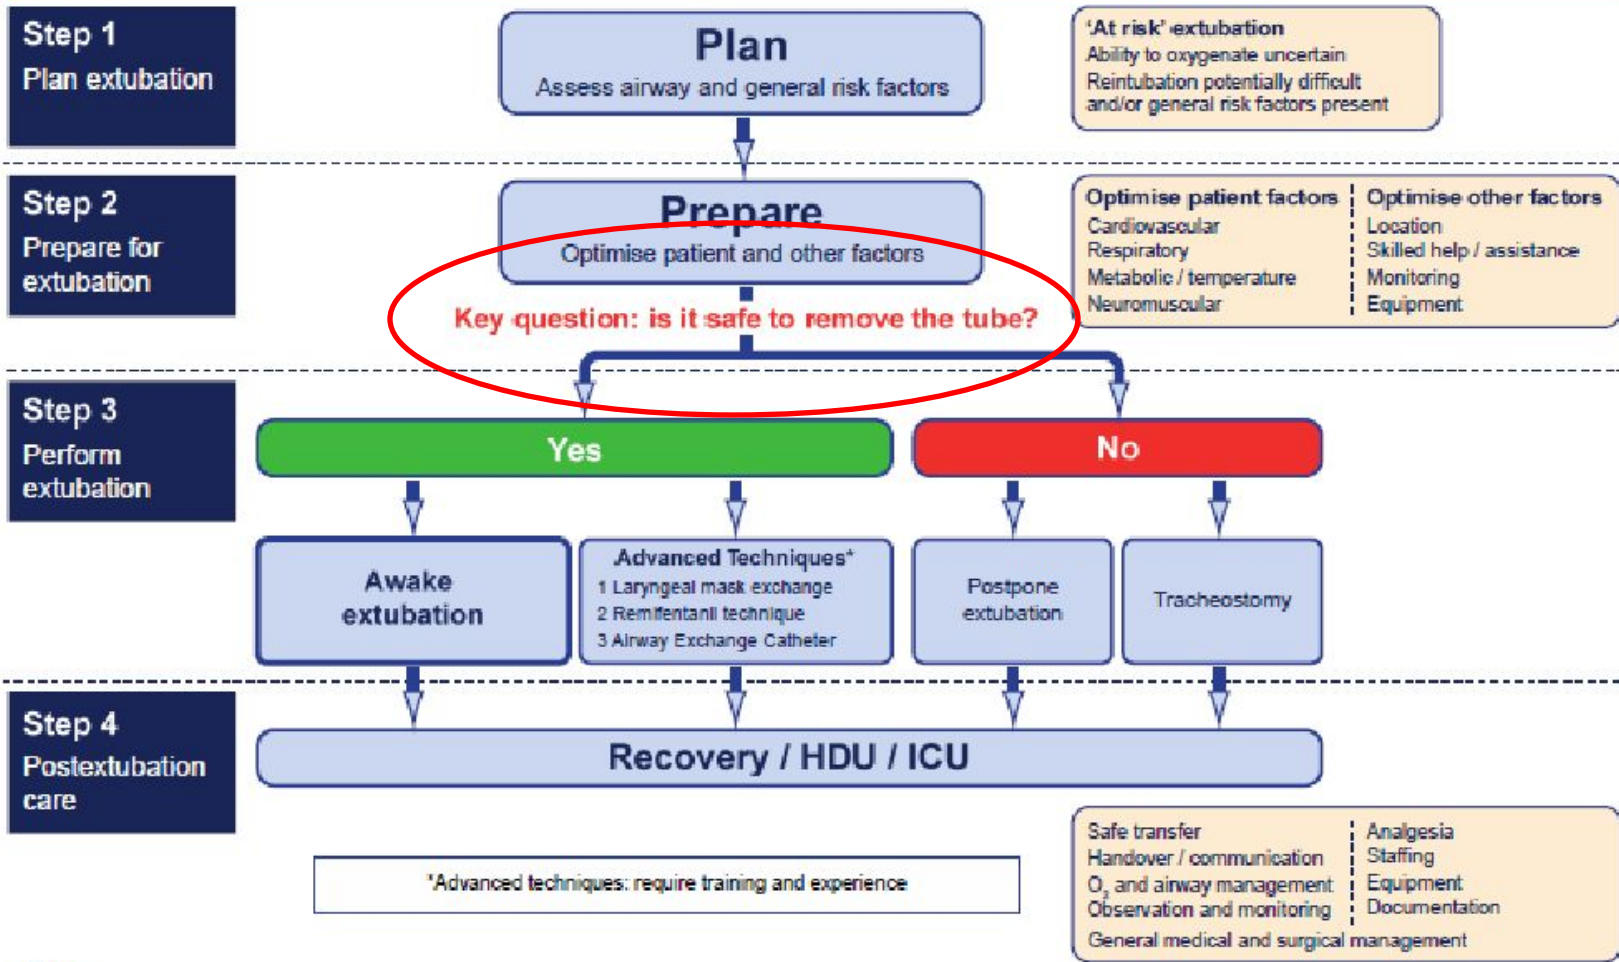 Step 1
Plan extubation
Plan
Assess airway and general risk factors
'At risk' extubation
Ability to oxygenate uncertain
Reintubation potentially difficult
and/or general risk factors present
Step 2
Prepare for
extubation
Prepare
Optimise patient and other factors
Key question: is it safe to remove the tube?
Optimise patient factors
Cardiovascular
Respiratory
Metabolic / temperature
Neuromuscular
Optimise other factors
Location
Skilled help / assistance
Monitoring
Equipment
Step 3
Perform
extubation
Yes
No
Awake
extubation
Advanced Techniques*
1 Laryngeal mask exchange
2 Remifentanil technique
3 Airway Exchange Catheter
Postpone
extubation
Tracheostomy
Step 4
Postextubation
care
Recovery / HDU / ICU
*Advanced techniques: require training and experience
Safe transfer
Handover / communication
O₂ and airway management
Observation and monitoring
Analgesia
Staffing
Equipment
Documentation
General medical and surgical management